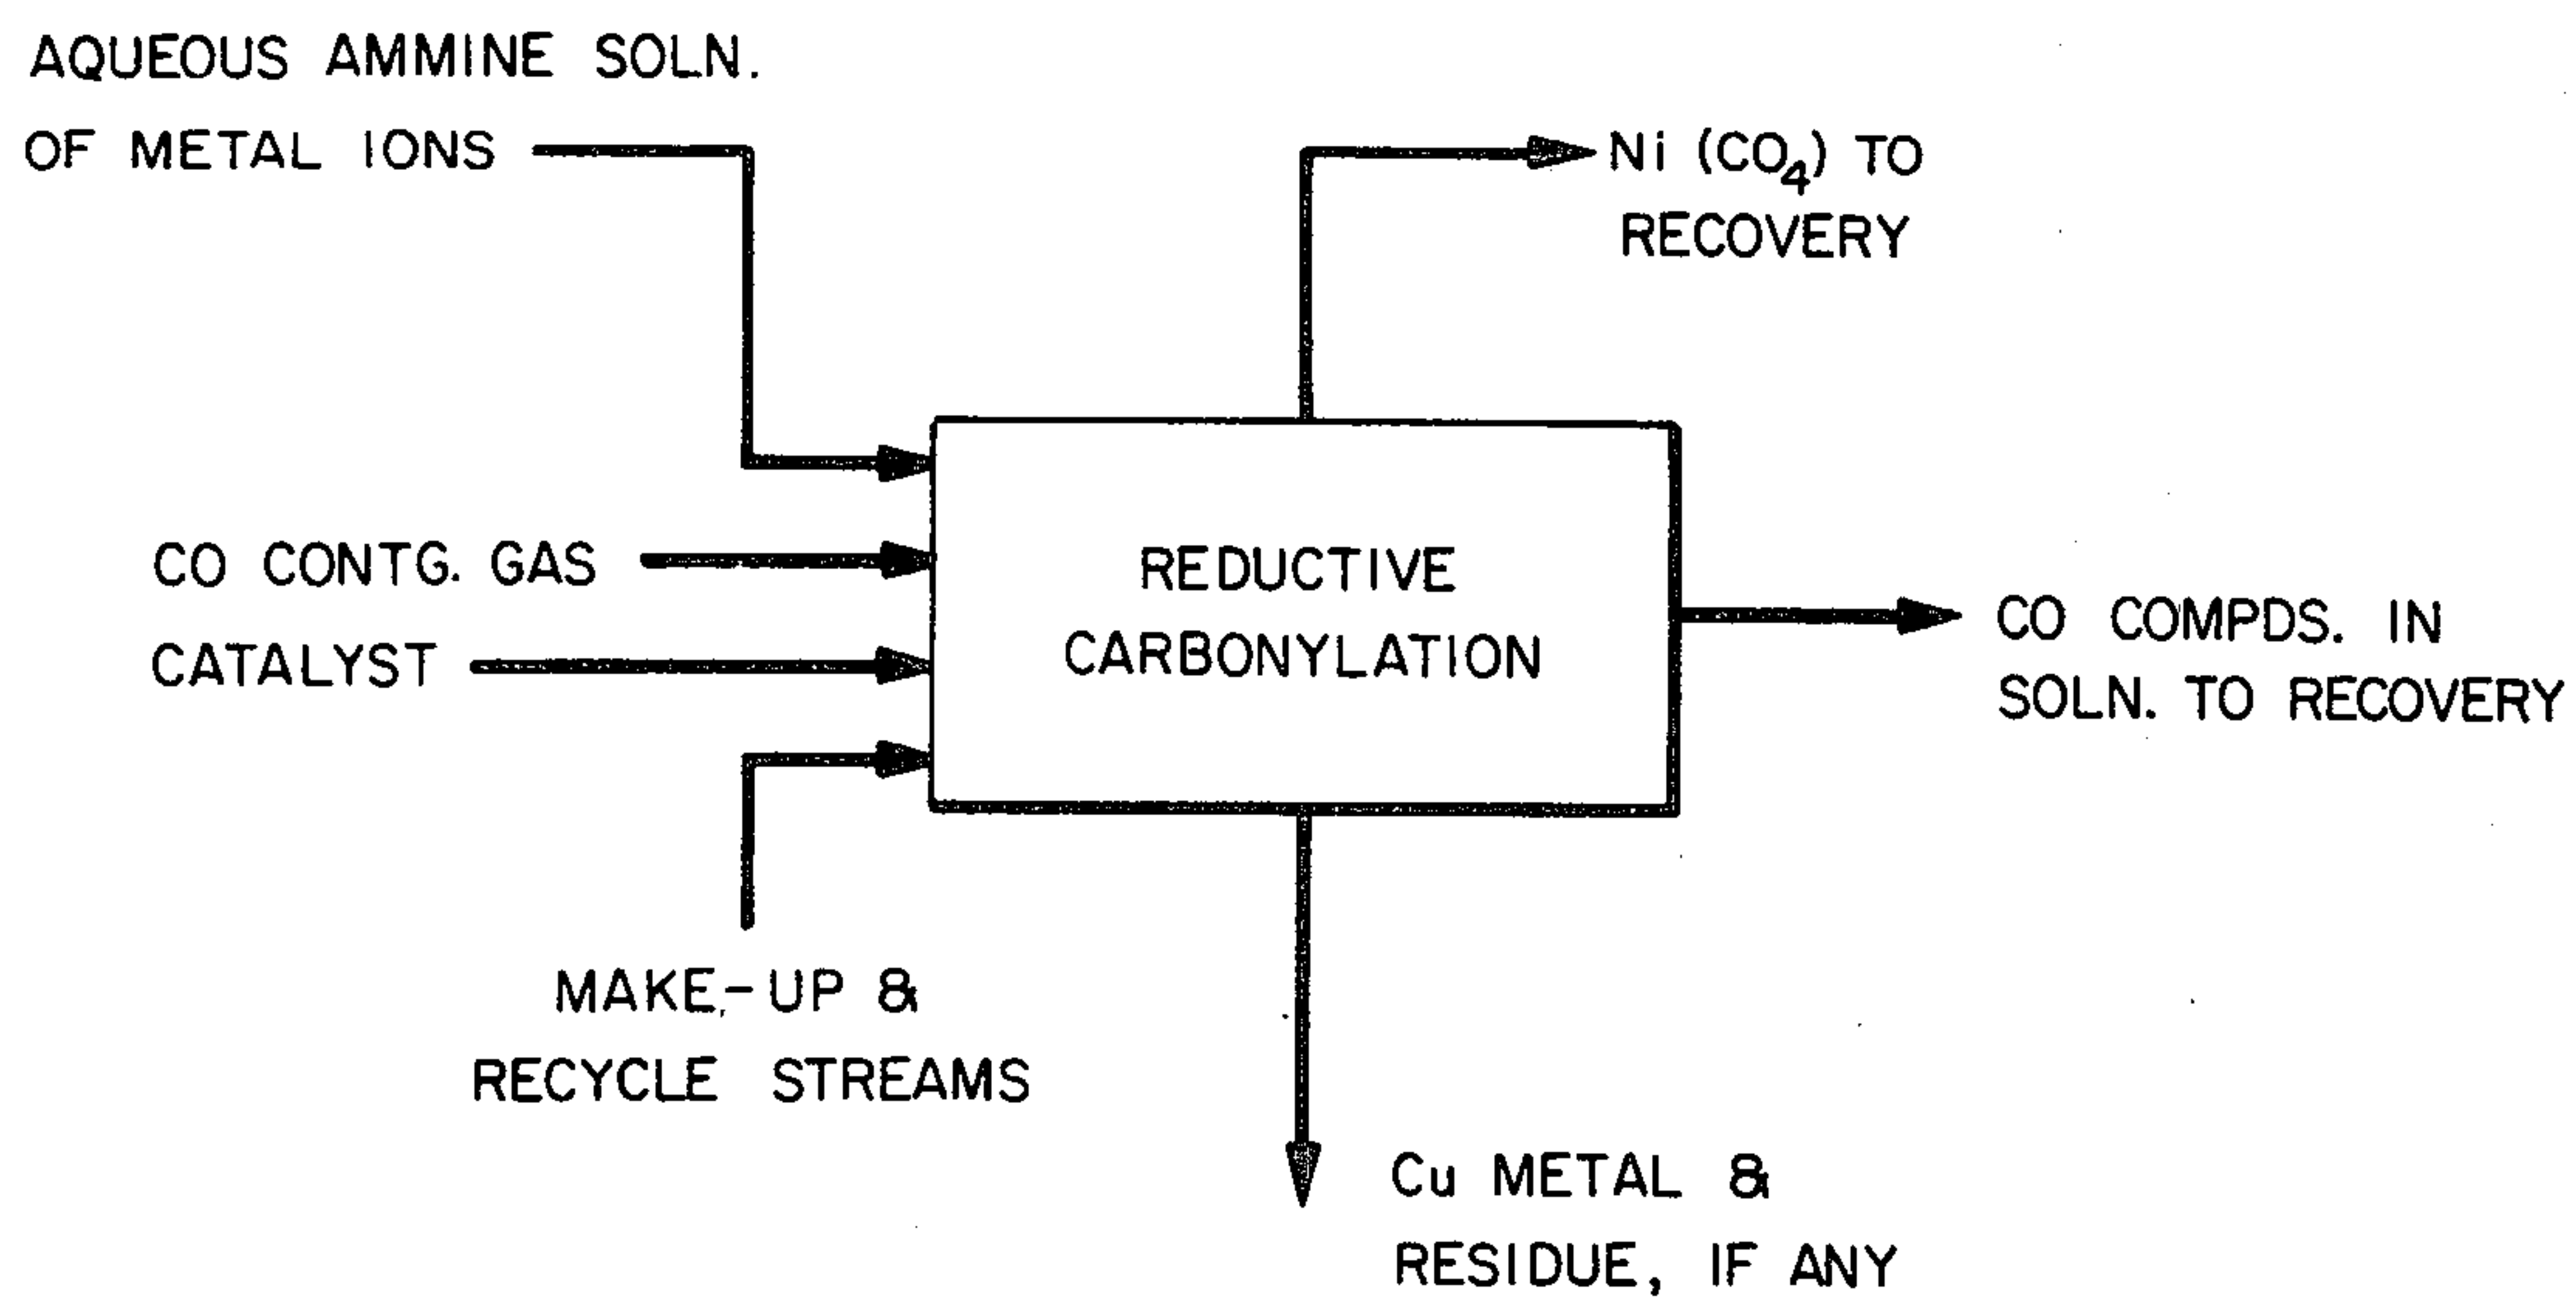 AQUEOUS AMMINE SOLN.
OF METAL IONS
Ni (CO₄) TO
RECOVERY
CO CONTG. GAS
CATALYST
REDUCTIVE
CARBONYLATION
CO COMPDS. IN
SOLN. TO RECOVERY
MAKE-UP &
RECYCLE STREAMS
Cu METAL &
RESIDUE, IF ANY